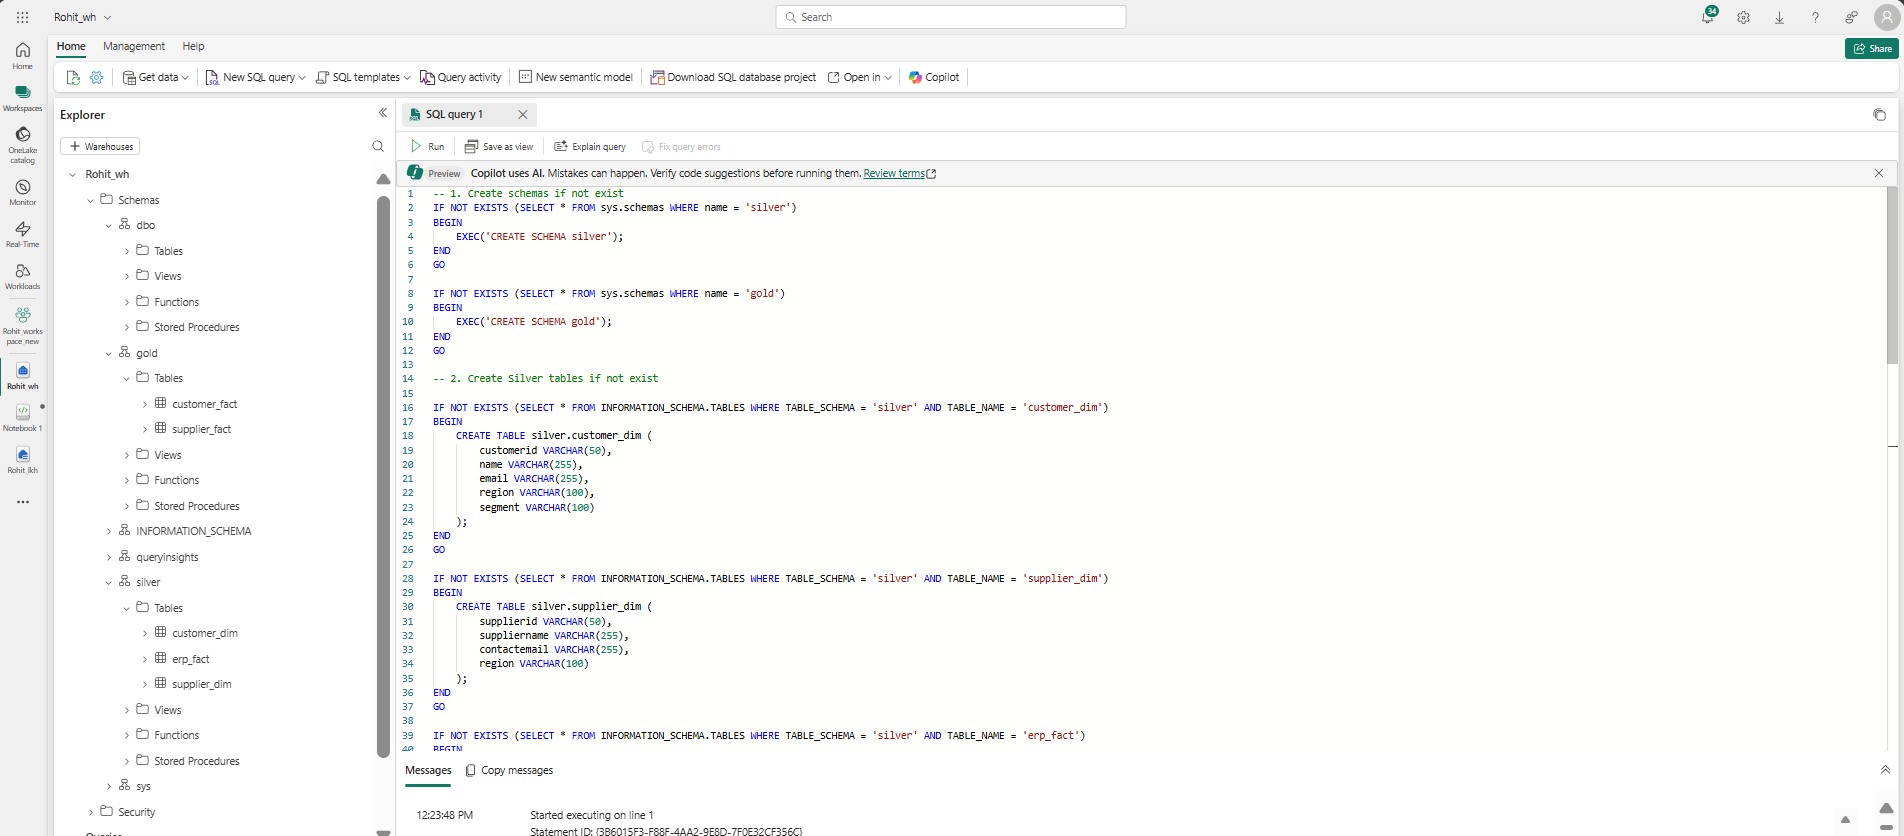 Rohit_wh
Search
34
Home Management Help
Share
Get data
New SQL query
SQL templates
Query activity
New semantic model
Download SQL database project
Open in
Copilot
Home
Workspaces
OneLake
catalog
Monitor
Real-Time
Workloads
Rohit_works
pace_new
Rohit_wh
Notebook 1
Rohit_lkh
Explorer
+ Warehouses
Rohit_wh
Schemas
dbo
Tables
Views
Functions
Stored Procedures
gold
Tables
customer_fact
supplier_fact
Views
Functions
Stored Procedures
INFORMATION_SCHEMA
queryinsights
silver
Tables
customer_dim
erp_fact
supplier_dim
Views
Functions
Stored Procedures
sys
Security
Queries
SQL query 1
Run
Save as view
Explain query
Fix query errors
Preview Copilot uses AI. Mistakes can happen. Verify code suggestions before running them. Review terms
1 -- 1. Create schemas if not exist
2 IF NOT EXISTS (SELECT * FROM sys.schemas WHERE name = 'silver')
3 BEGIN
4 EXEC('CREATE SCHEMA silver');
5 END
6 GO
7
8 IF NOT EXISTS (SELECT * FROM sys.schemas WHERE name = 'gold')
9 BEGIN
10 EXEC('CREATE SCHEMA gold');
11 END
12 GO
13
14 -- 2. Create Silver tables if not exist
15
16 IF NOT EXISTS (SELECT * FROM INFORMATION_SCHEMA.TABLES WHERE TABLE_SCHEMA = 'silver' AND TABLE_NAME = 'customer_dim')
17 BEGIN
18 CREATE TABLE silver.customer_dim (
19 customerid VARCHAR(50),
20 name VARCHAR(255),
21 email VARCHAR(255),
22 region VARCHAR(100),
23 segment VARCHAR(100)
24 );
25 END
26 GO
27
28 IF NOT EXISTS (SELECT * FROM INFORMATION_SCHEMA.TABLES WHERE TABLE_SCHEMA = 'silver' AND TABLE_NAME = 'supplier_dim')
29 BEGIN
30 CREATE TABLE silver.supplier_dim (
31 supplierid VARCHAR(50),
32 suppliername VARCHAR(255),
33 contactemail VARCHAR(255),
34 region VARCHAR(100)
35 );
36 END
37 GO
38
39 IF NOT EXISTS (SELECT * FROM INFORMATION_SCHEMA.TABLES WHERE TABLE_SCHEMA = 'silver' AND TABLE_NAME = 'erp_fact')
40 BEGIN
Messages
Copy messages
12:23:48 PM Started executing on line 1
Statement ID: {3B6015F3-F88F-4AA2-9E8D-7F0E32CF356C}